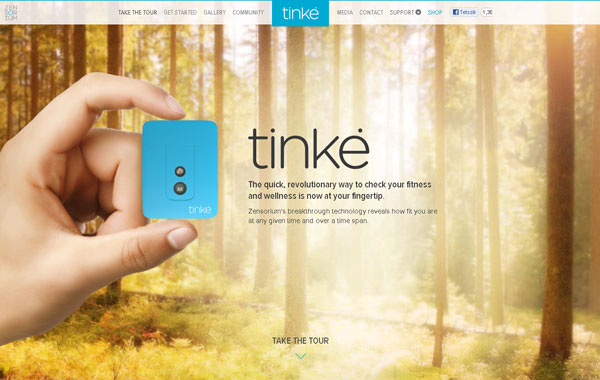 ZEN
SOR
IUM
TAKE THE TOUR GET STARTED GALLERY COMMUNITY tinkė MEDIA CONTACT SUPPORT SHOP Tetszik
tinkė
The quick, revolutionary way to check your fitness
and wellness is now at your fingertip.
Zensorium's breakthrough technology reveals how fit you are
at any given time and over a time span.
tinkė
TAKE THE TOUR